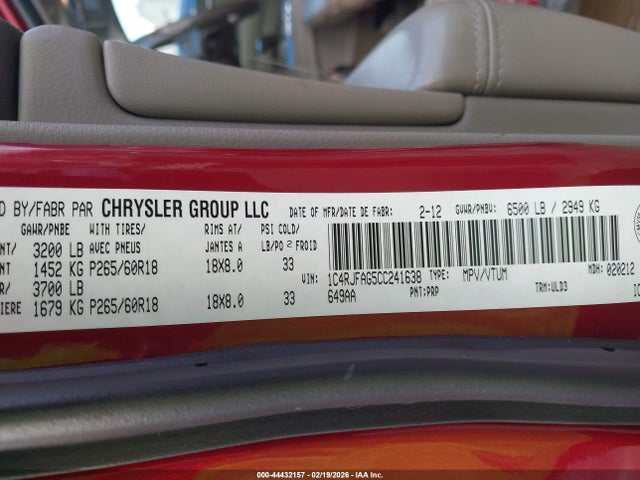 D BY/FABR PAR CHRYSLER GROUP LLC DATE OF MFR/DATE DE FABR: 2-12 GVWR/PNBV: 6500 LB / 2949 KG
GAWR/PNBE WITH TIRES/ RIMS AT/ PSI COLD/
NT/ 3200 LB AVEC PNEUS JANTES A LB/PO² FROID
1452 KG P265/60R18 18X8.0 33 VIN: 1C4RJFAG5CC241638 TYPE: MPV/VTUM MDH: 020212
R/ 3700 LB 649AA PNT:PRP TRM:ULD3
IERE 1679 KG P265/60R18 18X8.0 33
000-44432157 - 02/19/2026 - IAA Inc.